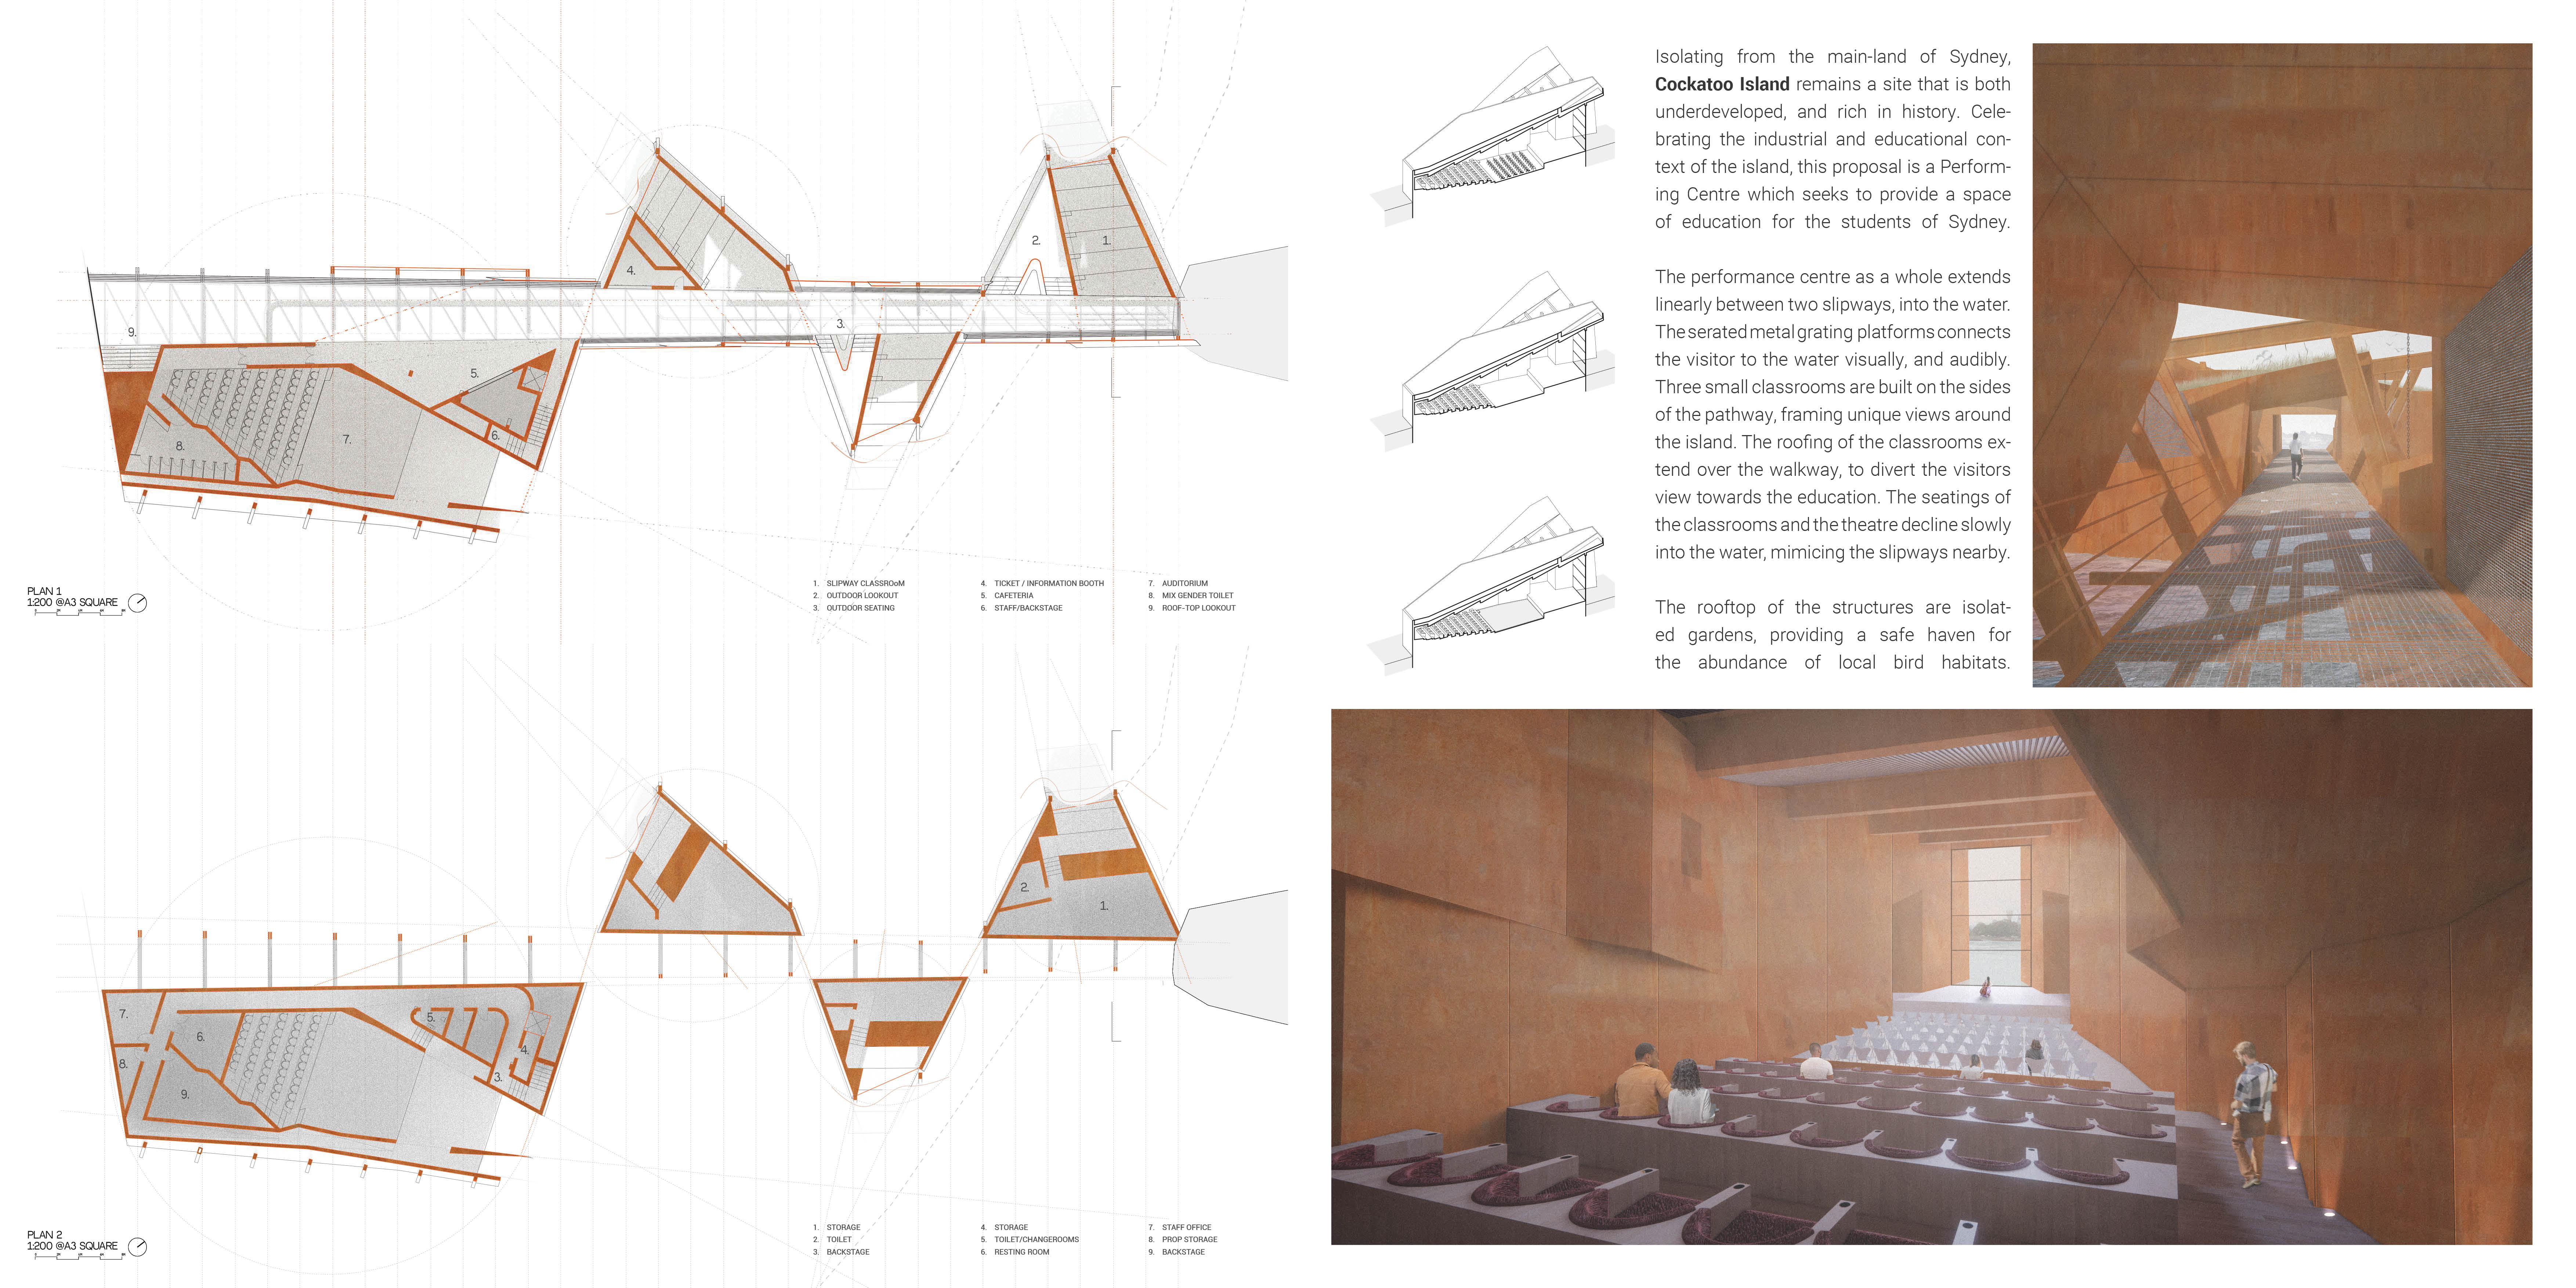 Isolating from the main-land of Sydney,
Cockatoo Island remains a site that is both
underdeveloped, and rich in history. Cele-
brating the industrial and educational con-
text of the island, this proposal is a Perform-
ing Centre which seeks to provide a space
of education for the students of Sydney.
The performance centre as a whole extends
linearly between two slipways, into the water.
The serated metal grating platforms connects
the visitor to the water visually, and audibly.
Three small classrooms are built on the sides
of the pathway, framing unique views around
the island. The roofing of the classrooms ex-
tend over the walkway, to divert the visitors
view towards the education. The seatings of
the classrooms and the theatre decline slowly
into the water, mimicing the slipways nearby.
The rooftop of the structures are isolat-
ed gardens, providing a safe haven for
the abundance of local bird habitats.
1.
2.
3.
4.
5.
6.
7.
8.
9.
PLAN 1
1:200 @A3 SQUARE
1. SLIPWAY CLASSROoM
2. OUTDOOR LOOKOUT
3. OUTDOOR SEATING
4. TICKET / INFORMATION BOOTH
5. CAFETERIA
6. STAFF/BACKSTAGE
7. AUDITORIUM
8. MIX GENDER TOILET
9. ROOF-TOP LOOKOUT
1.
2.
3.
4.
5.
6.
7.
8.
9.
PLAN 2
1:200 @A3 SQUARE
1. STORAGE
2. TOILET
3. BACKSTAGE
4. STORAGE
5. TOILET/CHANGEROOMS
6. RESTING ROOM
7. STAFF OFFICE
8. PROP STORAGE
9. BACKSTAGE